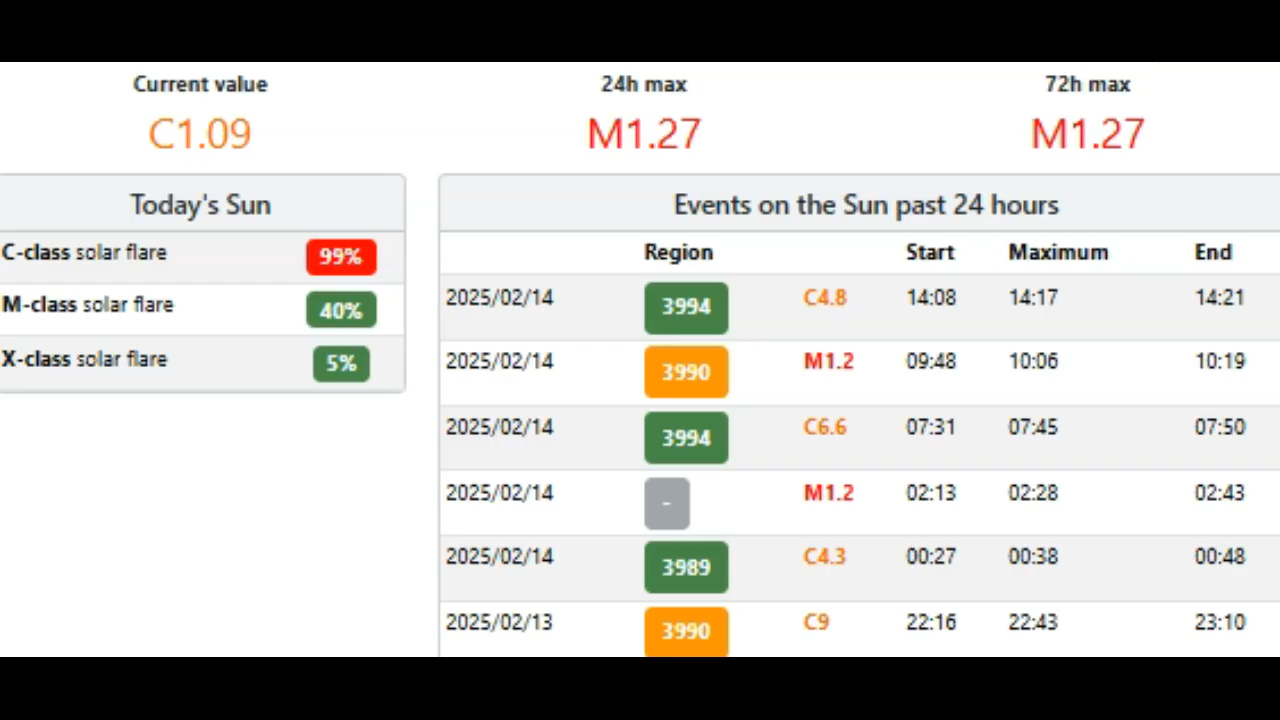 Current value 24h max 72h max
C1.09 M1.27 M1.27
Today's Sun
C-class solar flare 99%
M-class solar flare 40%
X-class solar flare 5%
Events on the Sun past 24 hours
Region Start Maximum End
2025/02/14 3994 C4.8 14:08 14:17 14:21
2025/02/14 3990 M1.2 09:48 10:06 10:19
2025/02/14 3994 C6.6 07:31 07:45 07:50
2025/02/14 - M1.2 02:13 02:28 02:43
2025/02/14 3989 C4.3 00:27 00:38 00:48
2025/02/13 3990 C9 22:16 22:43 23:10